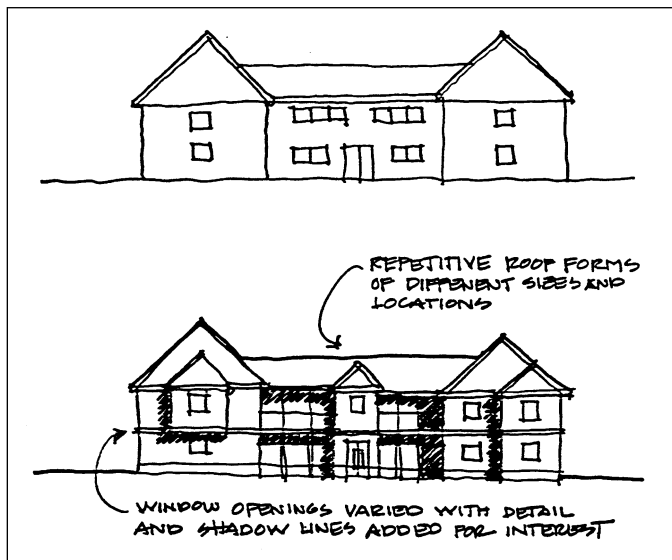 REPETITIVE ROOF FORMS
OF DIFFERENT SIZES AND
LOCATIONS
WINDOW OPENINGS VARIED WITH DETAIL
AND SHADOW LINES ADDED FOR INTEREST